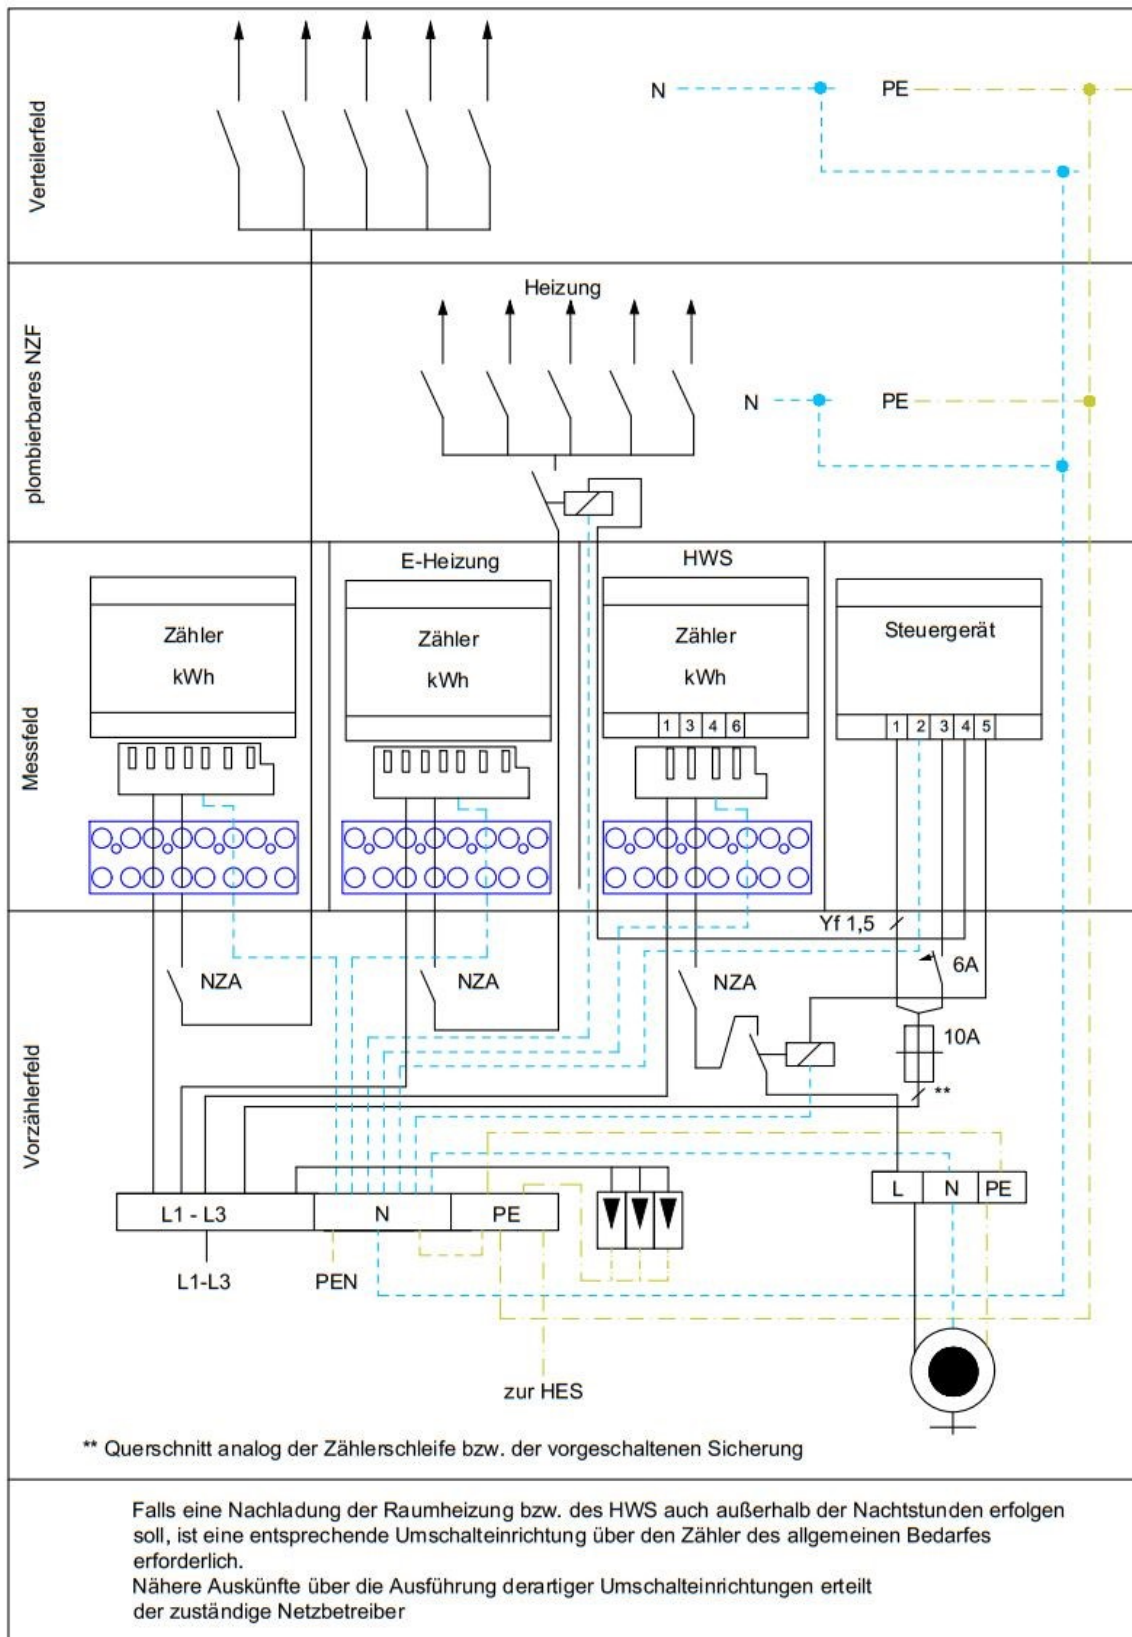 Verteilerfeld
N
PE
plombierbares NZF
Heizung
N
PE
Messfeld
E-Heizung
HWS
Zähler
kWh
Zähler
kWh
Zähler
kWh
1 3 4 6
Steuergerät
1 2 3 4 5
Vorzählerfeld
Yf 1,5
6A
NZA
NZA
NZA
10A
**
L N PE
L1 - L3
N
PE
L1-L3
PEN
zur HES
** Querschnitt analog der Zählerschleife bzw. der vorgeschaltenen Sicherung
Falls eine Nachladung der Raumheizung bzw. des HWS auch außerhalb der Nachtstunden erfolgen
soll, ist eine entsprechende Umschalteinrichtung über den Zähler des allgemeinen Bedarfes
erforderlich.
Nähere Auskünfte über die Ausführung derartiger Umschalteinrichtungen erteilt
der zuständige Netzbetreiber